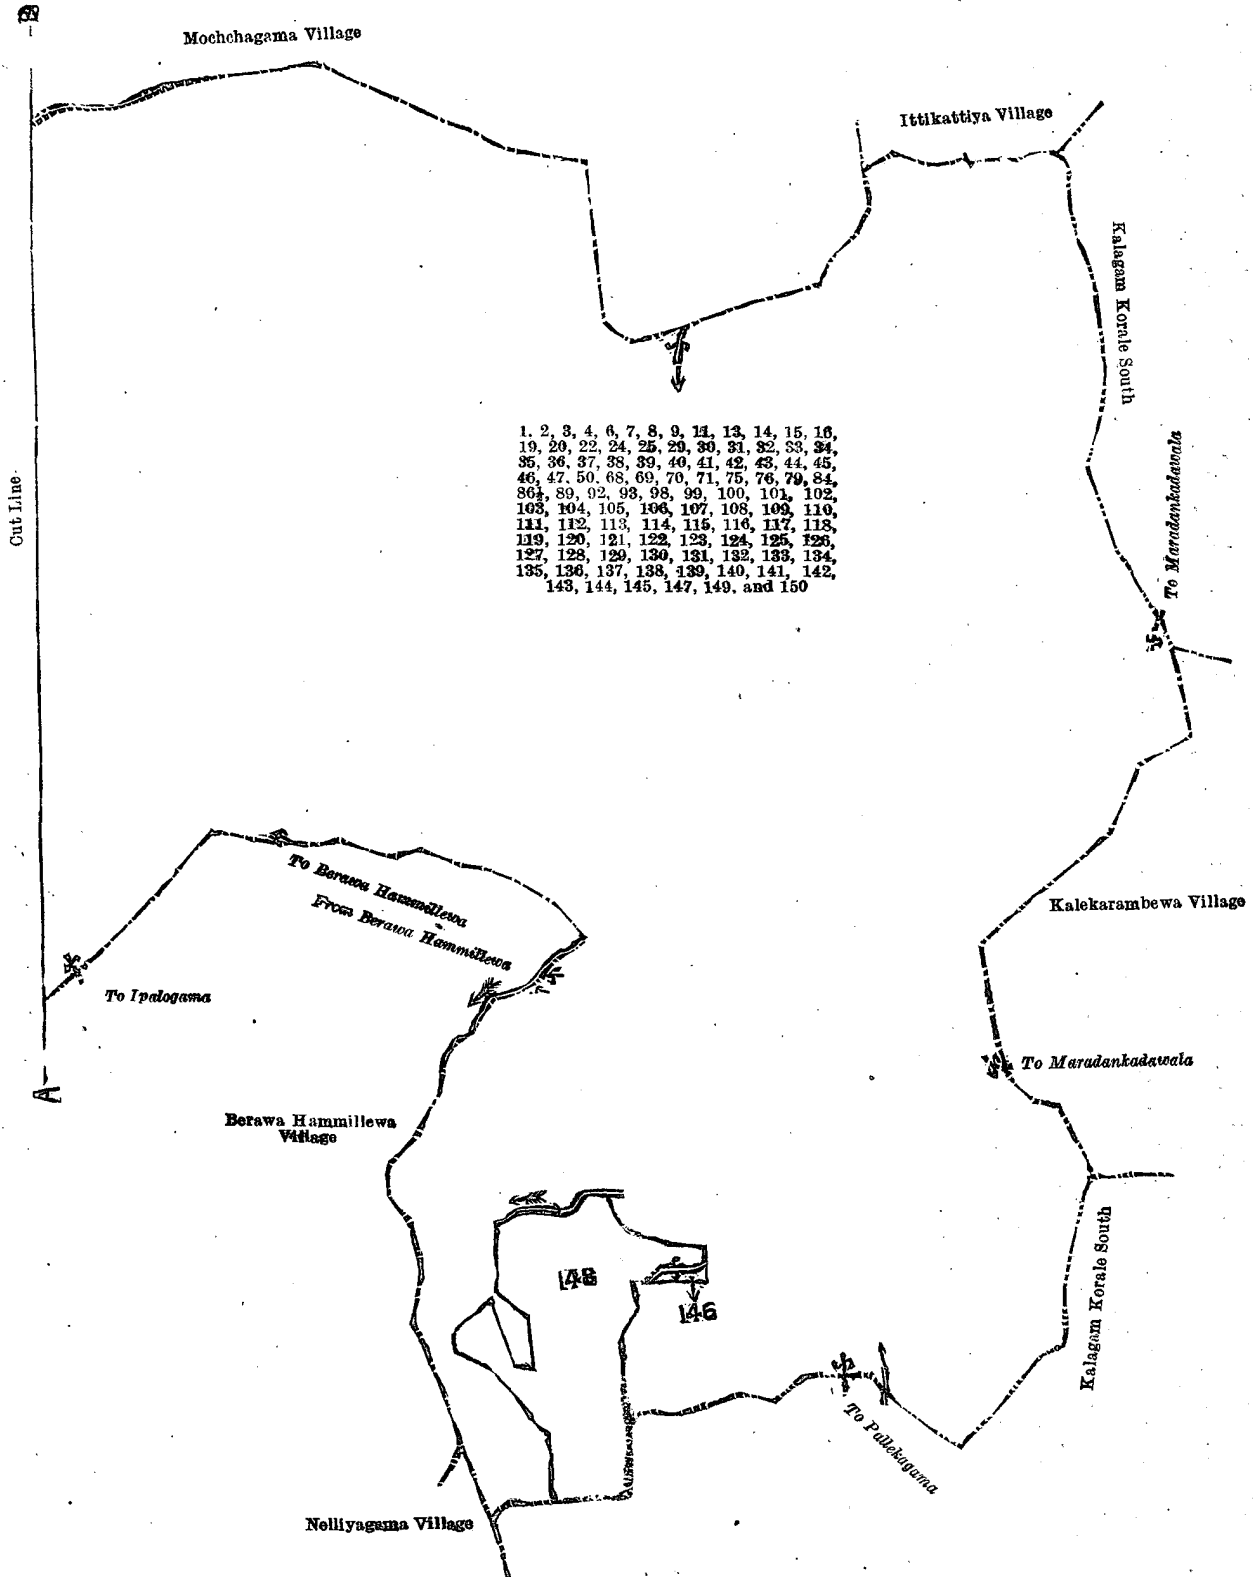 Mochchagama Village
Ittikattiya Village
Kalagam Korale South
To Maradankadawala
Cut Line
1, 2, 3, 4, 6, 7, 8, 9, 11, 13, 14, 15, 16,
19, 20, 22, 24, 25, 29, 30, 31, 32, 33, 34,
35, 36, 37, 38, 39, 40, 41, 42, 43, 44, 45,
46, 47, 50, 68, 69, 70, 71, 75, 76, 79, 84,
86½, 89, 92, 93, 98, 99, 100, 101, 102,
103, 104, 105, 106, 107, 108, 109, 110,
111, 112, 113, 114, 115, 116, 117, 118,
119, 120, 121, 122, 123, 124, 125, 126,
127, 128, 129, 130, 131, 132, 133, 134,
135, 136, 137, 138, 139, 140, 141, 142,
143, 144, 145, 147, 149, and 150
To Berawa Hammillewa
From Berawa Hammillewa
Kalekarambewa Village
To Ipalogama
To Maradankadawala
A
Berawa Hammillewa
Village
148
146
Kalagam Korale South
To Pallekagama
Nelliyagama Village